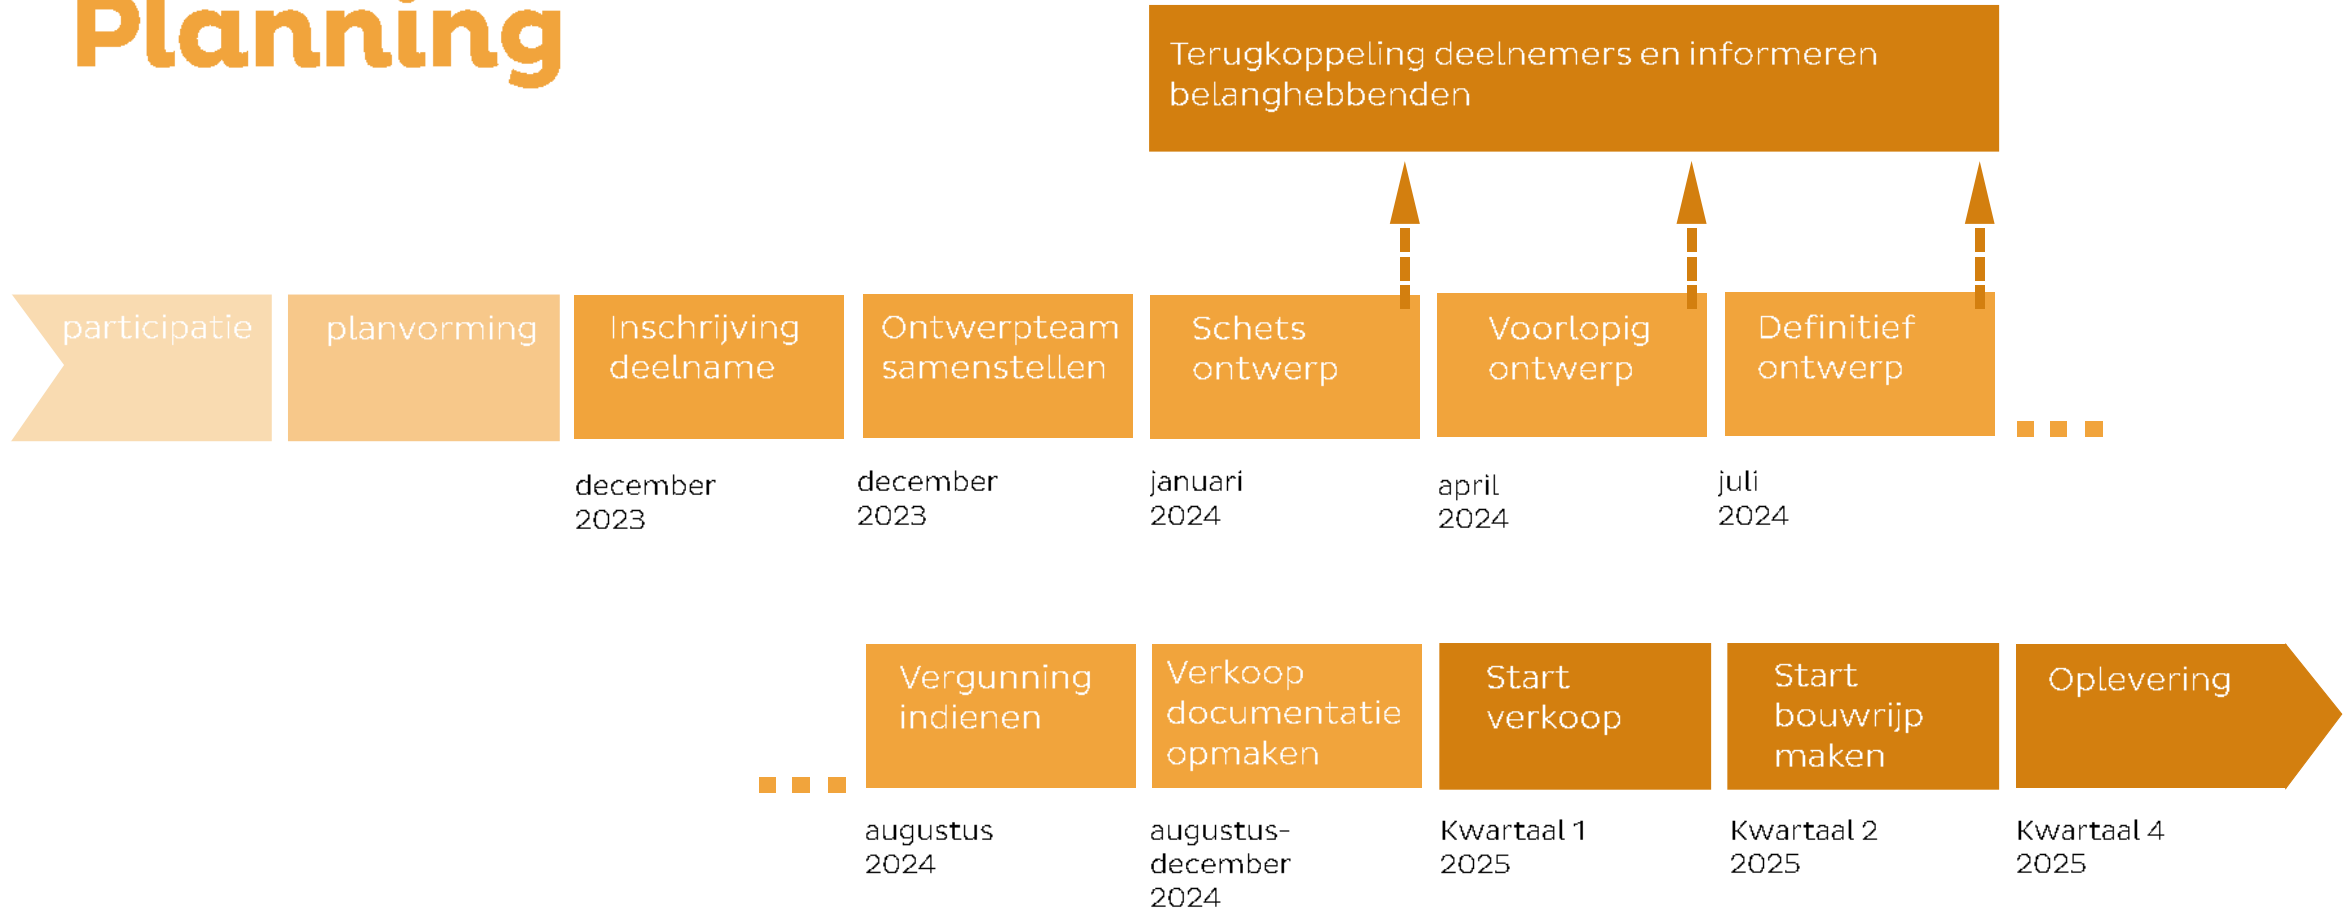 Planning
Terugkoppeling deelnemers en informeren
belanghebbenden
participatie
planvorming
Inschrijving
deelname
Ontwerpteam
samenstellen
Schets
ontwerp
Voorlopig
ontwerp
Definitief
ontwerp
december
2023
december
2023
januari
2024
april
2024
juli
2024
Vergunning
indienen
Verkoop
documentatie
opmaken
Start
verkoop
Start
bouwrijp
maken
Oplevering
augustus
2024
augustus-
december
2024
Kwartaal 1
2025
Kwartaal 2
2025
Kwartaal 4
2025